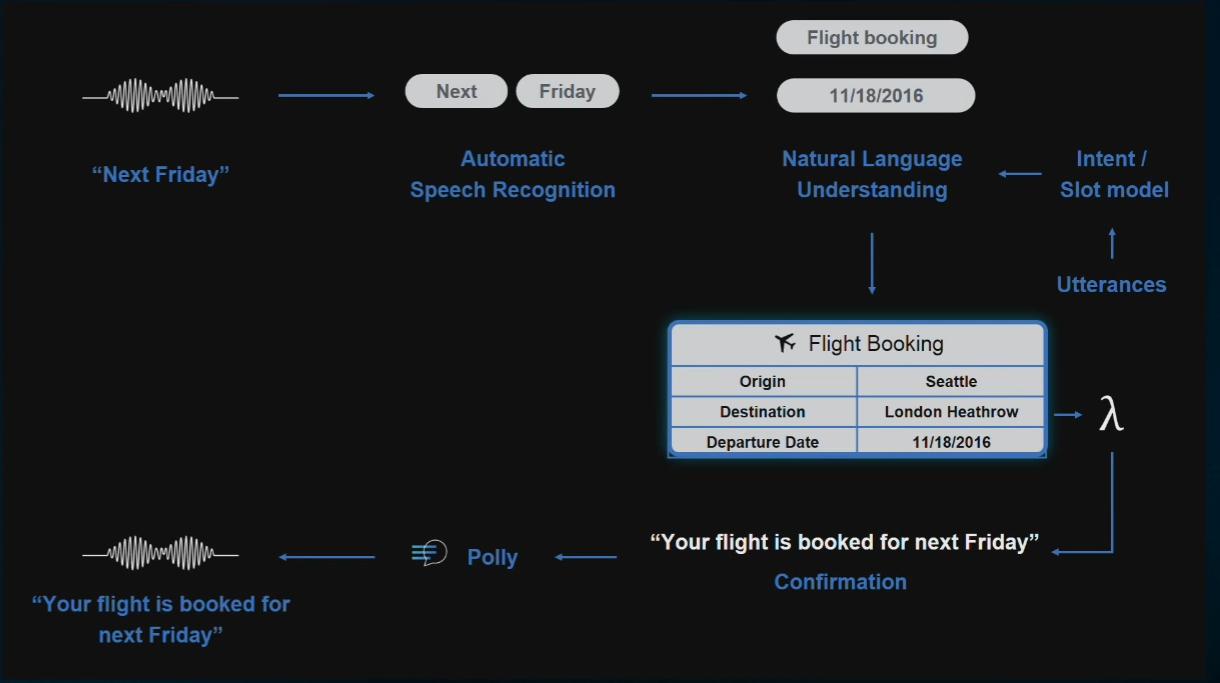 Flight booking
Next Friday
11/18/2016
“Next Friday”
Automatic
Speech Recognition
Natural Language
Understanding
Intent /
Slot model
Utterances
Flight Booking
Origin Seattle
Destination London Heathrow
Departure Date 11/18/2016
λ
“Your flight is booked for next Friday”
Confirmation
Polly
“Your flight is booked for
next Friday”